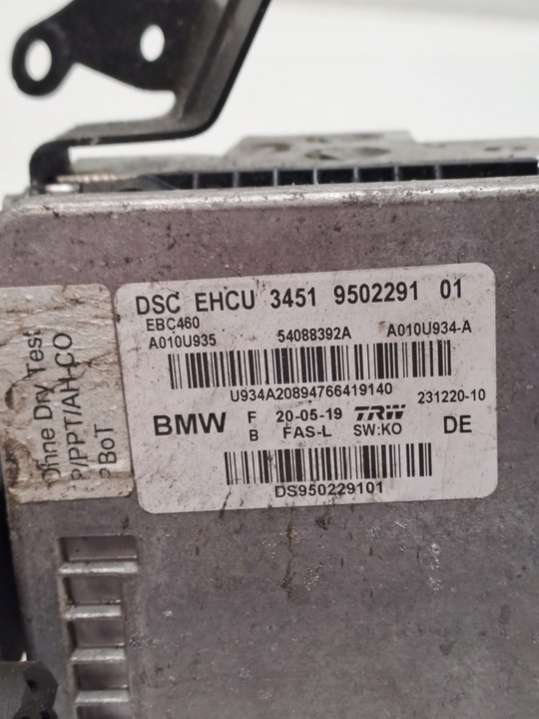 DSC EHCU 3451 9502291 01
EBC460
A010U935 54088392A A010U934-A
U934A20894766419140
231220-10
BMW F 20-05-19 TRW DE
B FAS-L SW:KO
DS950229101
Ohne Dry Test
P/PPT/AH-CO
PBoT